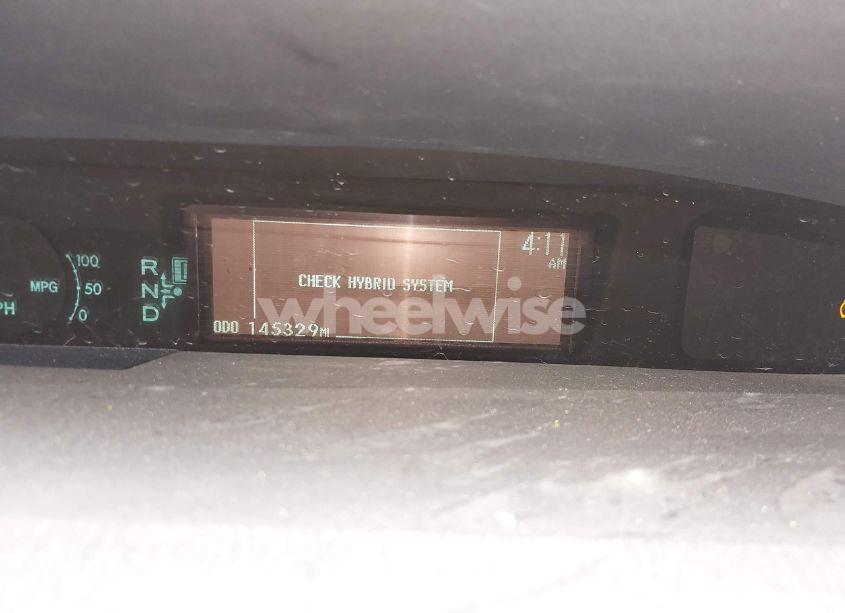 4:11
AM
100
MPG
50
0
PH
R
N
D
CHECK HYBRID SYSTEM
ODO 145329MI
wheelwise